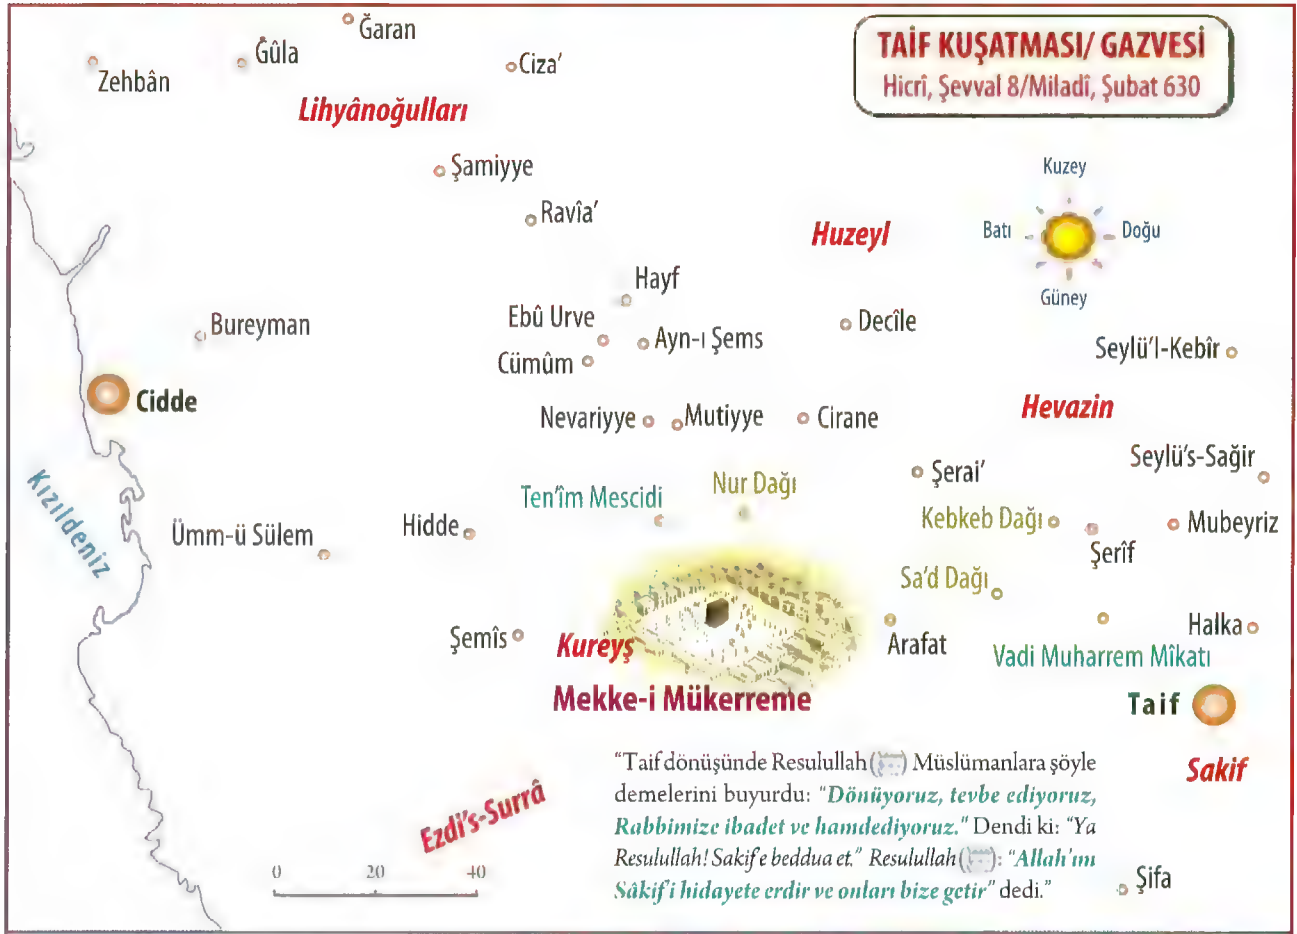 TAİF KUŞATMASI/ GAZVESİ
Hicrî, Şevval 8/Miladî, Şubat 630
Ğaran
Ğûla
Zehbân
Ciza'
Lihyânoğulları
Şamiyye
Ravîa'
Huzeyl
Kuzey
Batı
Doğu
Güney
Hayf
Ebû Urve
Ayn-ı Şems
Cümûm
Decîle
Bureyman
Seylü'l-Kebîr
Cidde
Hevazin
Nevariyye
Mutiyye
Cirane
Seylü's-Sağir
Şerai'
Kızıldeniz
Ten'îm Mescidi
Nur Dağı
Kebkeb Dağı
Mubeyriz
Şerîf
Ümm-ü Sülem
Hidde
Sa'd Dağı
Şemîs
Kureyş
Arafat
Halka
Vadi Muharrem Mîkatı
Mekke-i Mükerreme
Taif
Sakif
"Taif dönüşünde Resulullah() Müslümanlara şöyle
demelerini buyurdu: "Dönüyoruz, tevbe ediyoruz,
Rabbimize ibadet ve hamdediyoruz." Dendi ki: "Ya
Resulullah! Sakife beddua et." Resulullah(): "Allah'ım
Sâkif'i hidayete erdir ve onları bize getir" dedi."
Ezdi's-Surrâ
0 20 40
Şifa